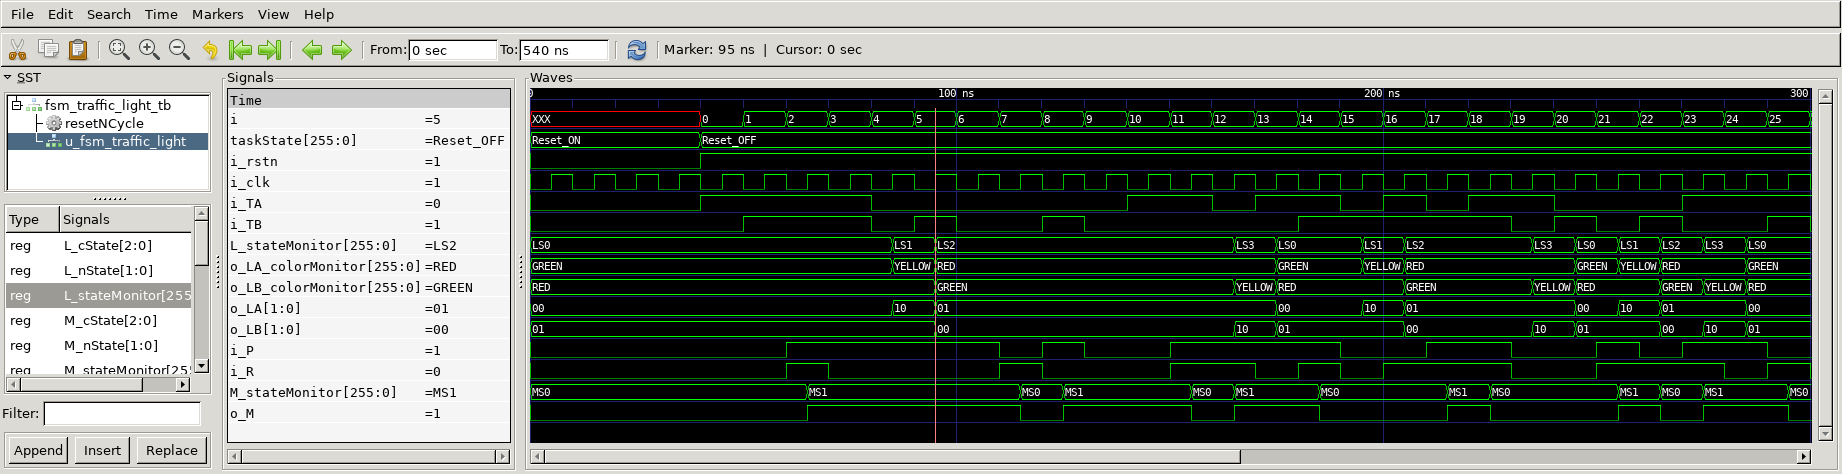 File Edit Search Time Markers View Help
From: 0 sec To: 540 ns Marker: 95 ns | Cursor: 0 sec
SST
fsm_traffic_light_tb
resetNCycle
u_fsm_traffic_light
Type Signals
reg L_cState[2:0]
reg L_nState[1:0]
reg L_stateMonitor[255
reg M_cState[2:0]
reg M_nState[1:0]
reg M_stateMonitor[25
Filter:
Append Insert Replace
Signals
Time
i =5
taskState[255:0] =Reset_OFF
i_rstn =1
i_clk =1
i_TA =0
i_TB =1
L_stateMonitor[255:0] =LS2
o_LA_colorMonitor[255:0] =RED
o_LB_colorMonitor[255:0] =GREEN
o_LA[1:0] =01
o_LB[1:0] =00
i_P =1
i_R =0
M_stateMonitor[255:0] =MS1
o_M =1
Waves
0 100 ns 200 ns 300
XXX 0 1 2 3 4 5 6 7 8 9 10 11 12 13 14 15 16 17 18 19 20 21 22 23 24 25
Reset_ON Reset_OFF
LS0 LS1 LS2 LS3 LS0 LS1 LS2 LS3 LS0 LS1 LS2 LS3 LS0
GREEN YELLOW RED GREEN YELLOW RED GREEN YELLOW RED GREEN
RED GREEN YELLOW RED GREEN YELLOW RED GREEN YELLOW RED
00 10 01 00 10 01 00 10 01 00
01 00 10 01 00 10 01 00 10 01
MS0 MS1 MS0 MS1 MS0 MS1 MS0 MS1 MS0 MS1 MS0 MS1 MS0